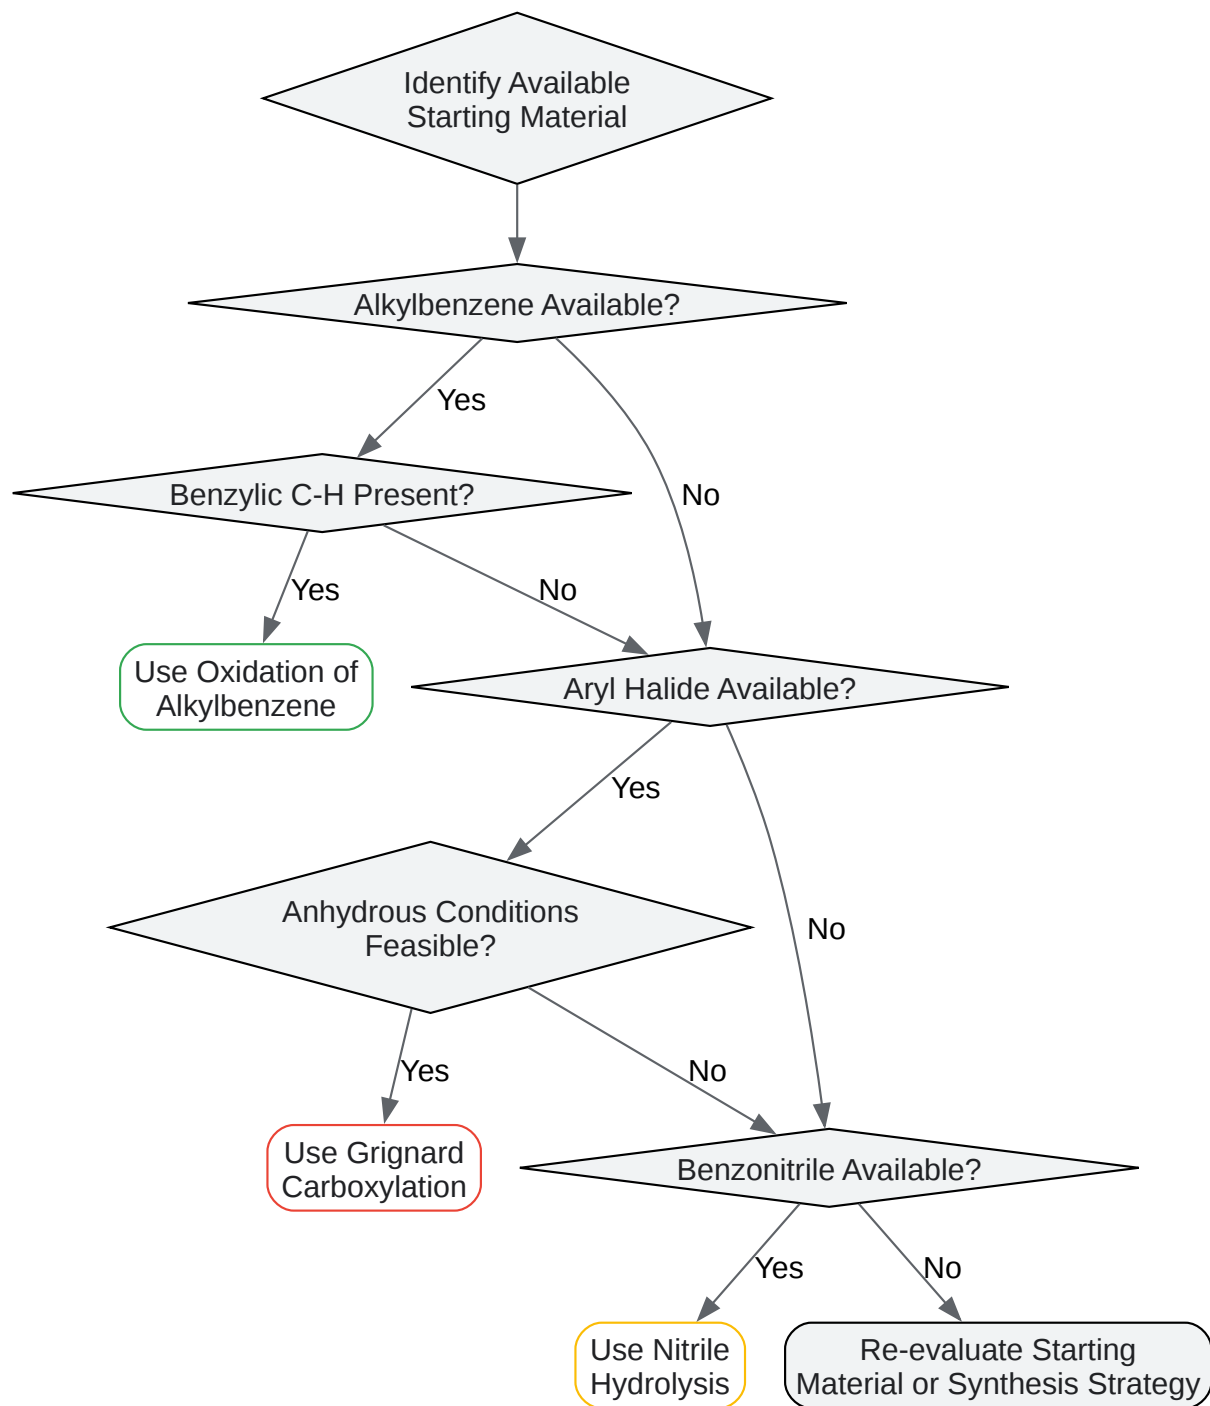 Identify Available
Starting Material
Alkylbenzene Available?
Yes
Benzylic C-H Present?
No
Yes
No
Use Oxidation of
Alkylbenzene
Aryl Halide Available?
Yes
Anhydrous Conditions
Feasible?
No
Yes
No
Use Grignard
Carboxylation
Benzonitrile Available?
Yes
No
Use Nitrile
Hydrolysis
Re-evaluate Starting
Material or Synthesis Strategy